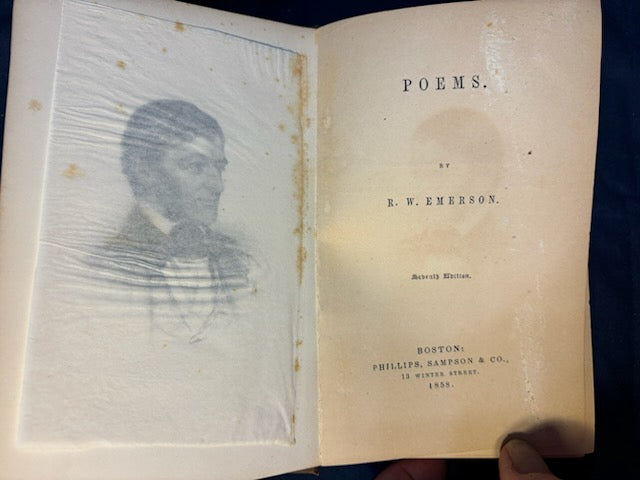 POEMS.
BY
R. W. EMERSON.
Seventh Edition.
BOSTON:
PHILLIPS, SAMPSON & CO.,
13 WINTER STREET.
1858.